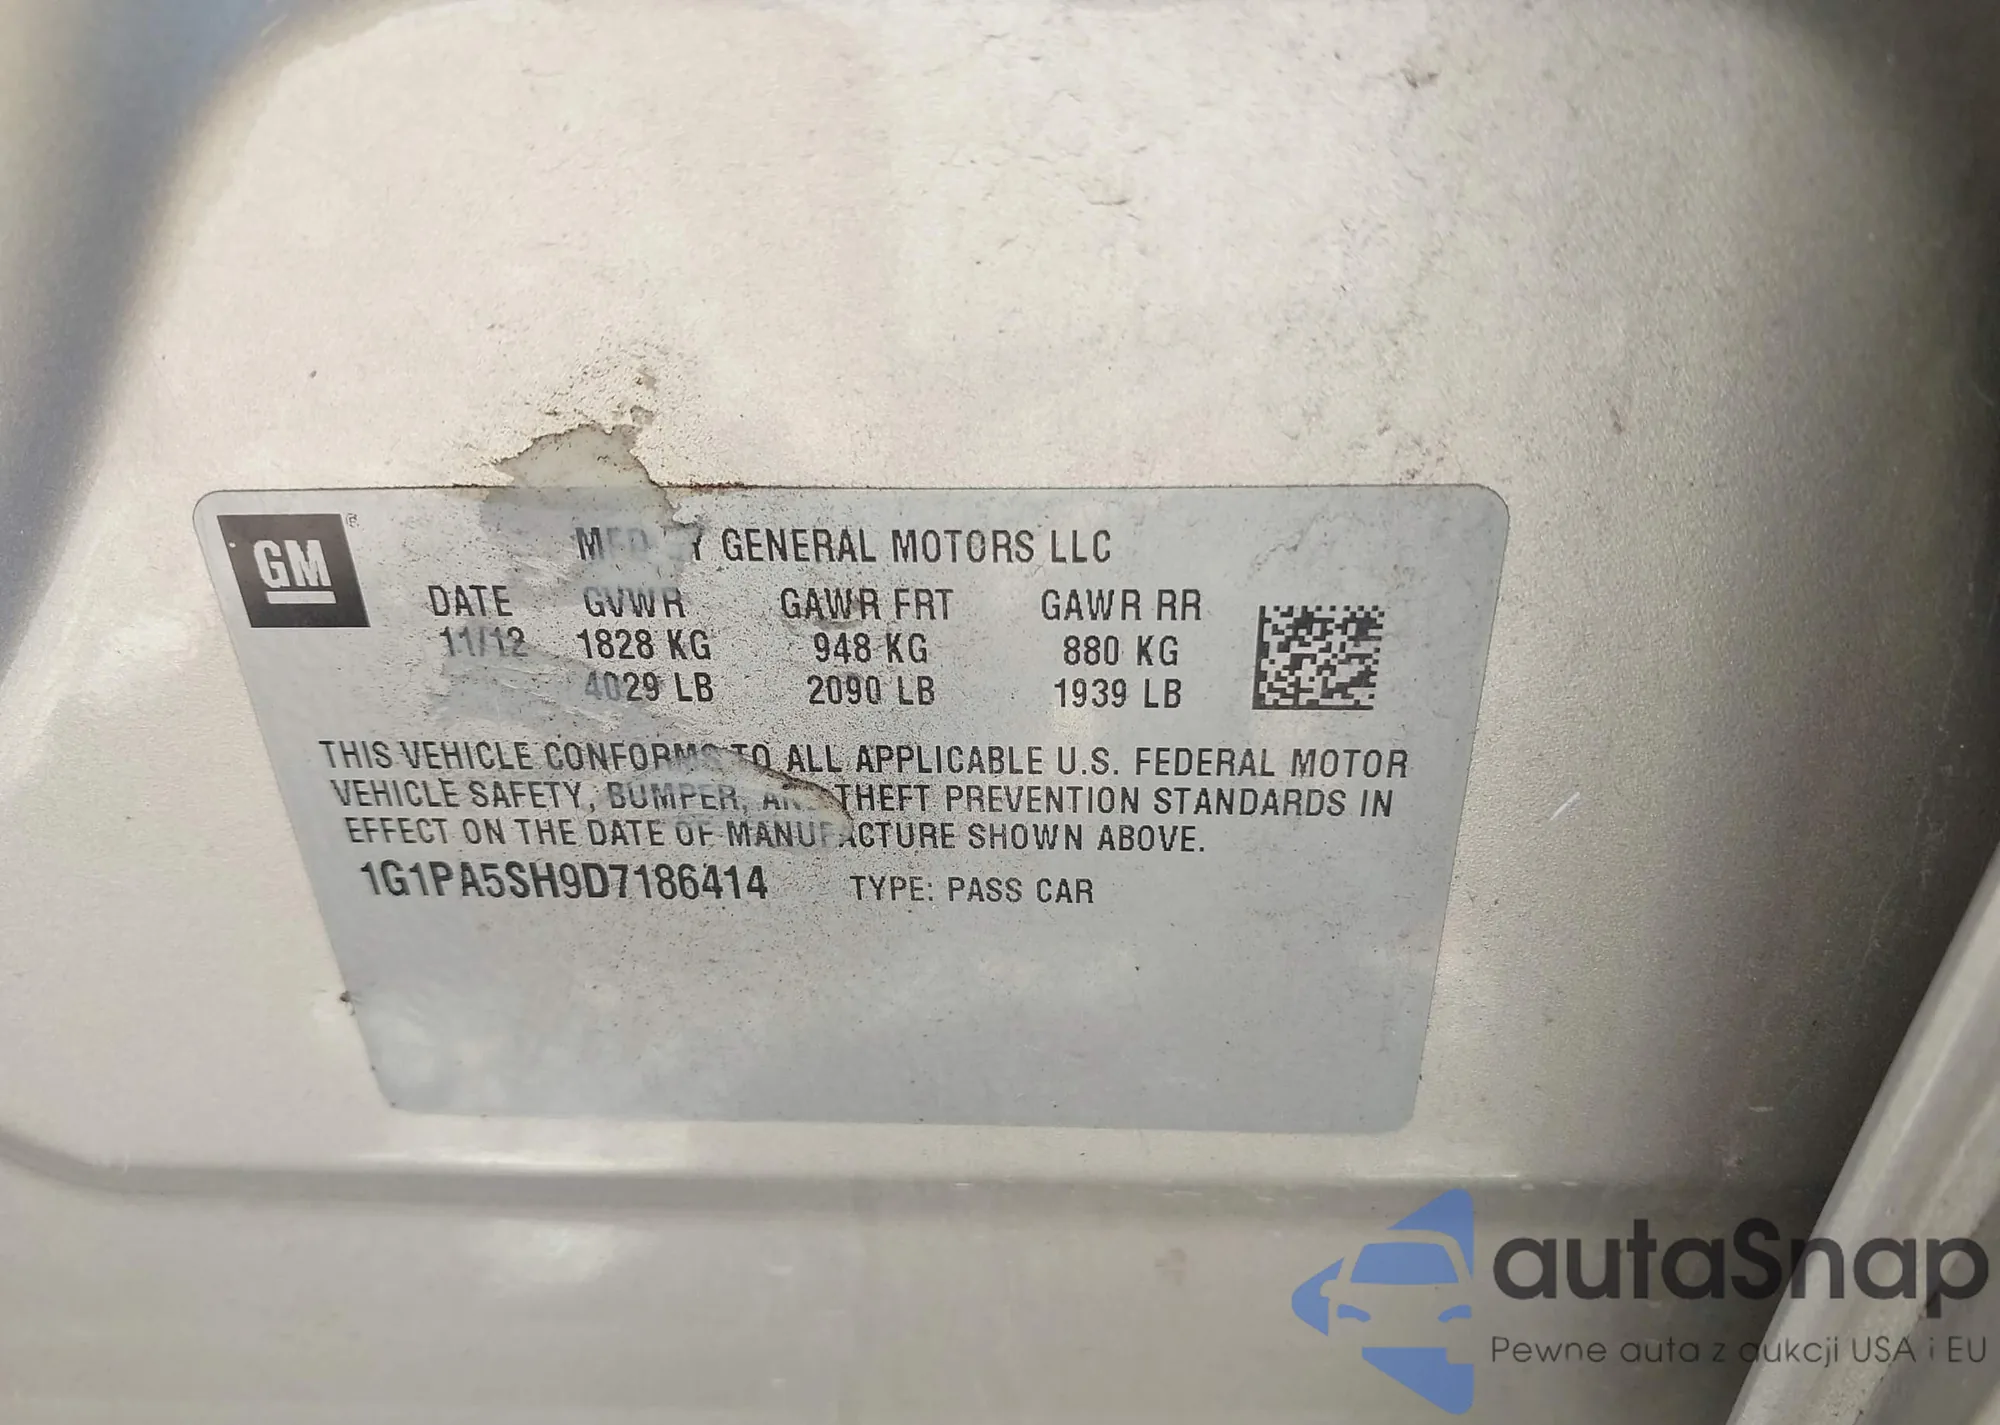 GM ®
MFD BY GENERAL MOTORS LLC
DATE GVWR GAWR FRT GAWR RR
11/12 1828 KG 948 KG 880 KG
4029 LB 2090 LB 1939 LB
THIS VEHICLE CONFORMS TO ALL APPLICABLE U.S. FEDERAL MOTOR
VEHICLE SAFETY, BUMPER, AND THEFT PREVENTION STANDARDS IN
EFFECT ON THE DATE OF MANUFACTURE SHOWN ABOVE.
1G1PA5SH9D7186414 TYPE: PASS CAR
autaSnap
Pewne auta z aukcji USA i EU